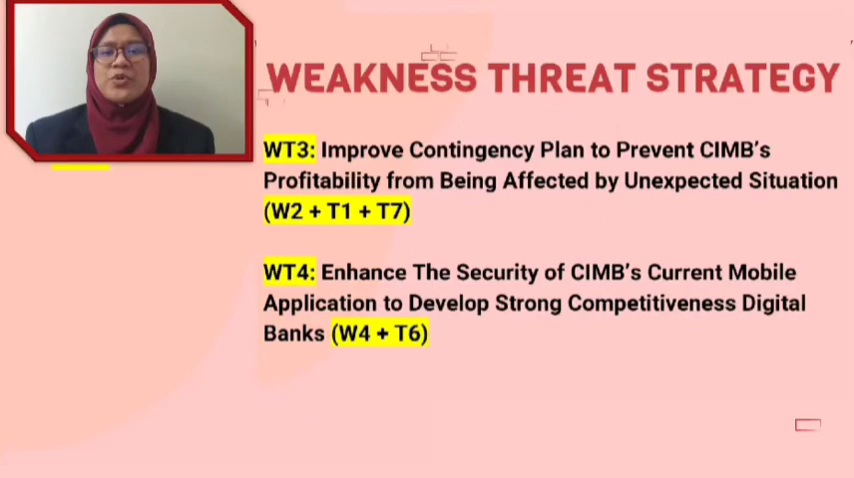 WEAKNESS THREAT STRATEGY
WT3: Improve Contingency Plan to Prevent CIMB's
Profitability from Being Affected by Unexpected Situation
(W2 + T1 + T7)
WT4: Enhance The Security of CIMB's Current Mobile
Application to Develop Strong Competitiveness Digital
Banks (W4 + T6)